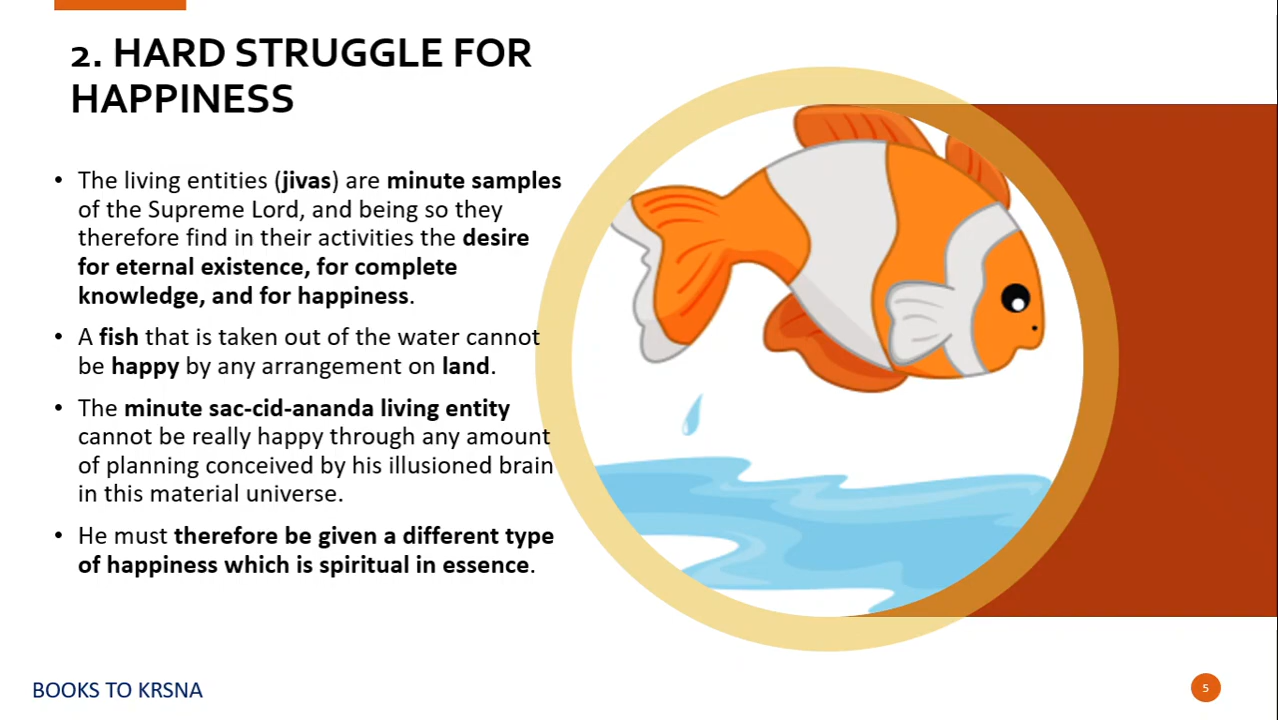 2. HARD STRUGGLE FOR
HAPPINESS
• The living entities (jivas) are minute samples
of the Supreme Lord, and being so they
therefore find in their activities the desire
for eternal existence, for complete
knowledge, and for happiness.
• A fish that is taken out of the water cannot
be happy by any arrangement on land.
• The minute sac-cid-ananda living entity
cannot be really happy through any amount
of planning conceived by his illusioned brain
in this material universe.
• He must therefore be given a different type
of happiness which is spiritual in essence.
BOOKS TO KRSNA
5